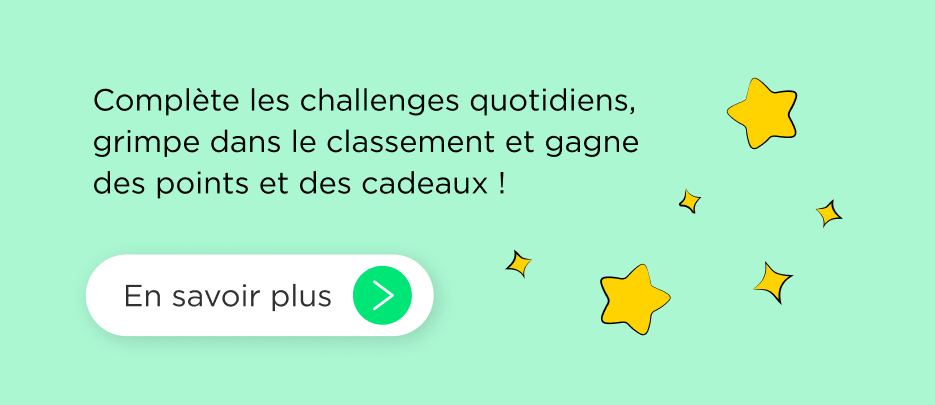 Complète les challenges quotidiens,
grimpe dans le classement et gagne
des points et des cadeaux !
En savoir plus